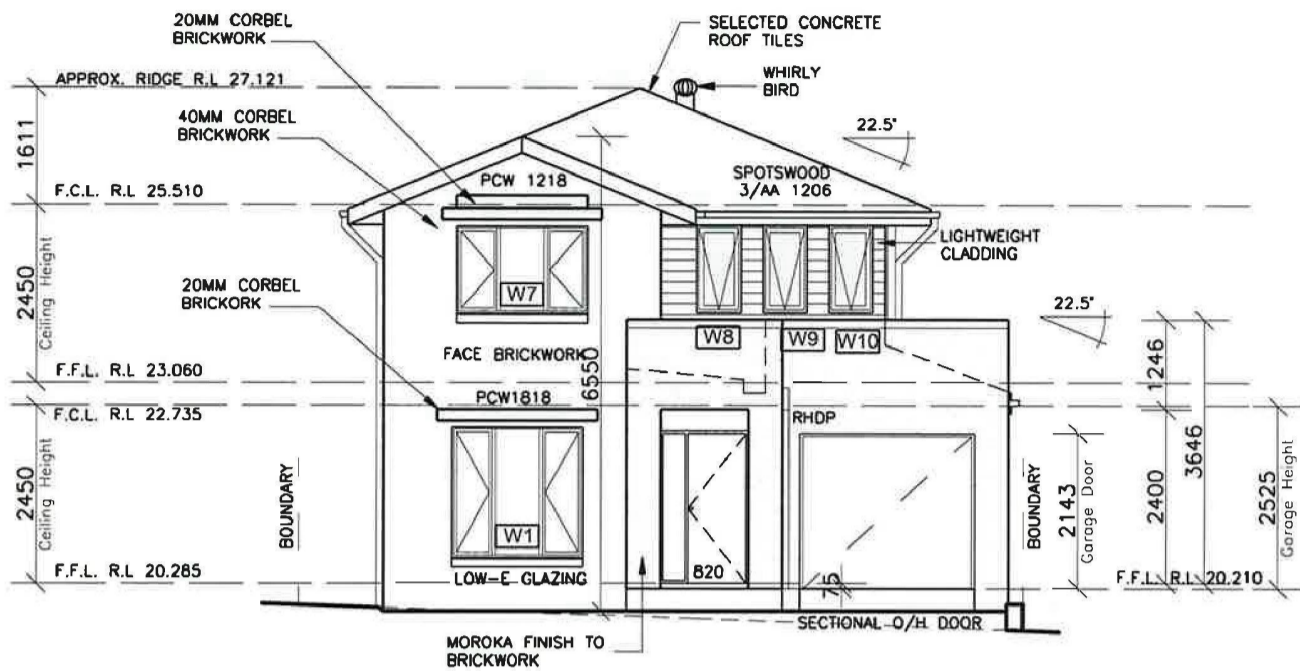 20MM CORBEL
BRICKWORK
SELECTED CONCRETE
ROOF TILES
APPROX. RIDGE R.L 27.121
WHIRLY
BIRD
40MM CORBEL
BRICKWORK
1611
22.5°
PCW 1218
SPOTSWOOD
3/AA 1206
F.C.L. R.L 25.510
LIGHTWEIGHT
CLADDING
2450
Ceiling Height
20MM CORBEL
BRICKORK
W7
22.5°
W8
W9
W10
FACE BRICKWORK
6550
1246
F.F.L. R.L 23.060
PCW1818
F.C.L. R.L 22.735
RHDP
3646
2450
Ceiling Height
BOUNDARY
W1
BOUNDARY
2143
Garage Door
2400
2525
Garage Height
F.F.L. R.L 20.285
LOW-E GLAZING
820
75
F.F.L. R.L 20.210
SECTIONAL O/H DOOR
MOROKA FINISH TO
BRICKWORK